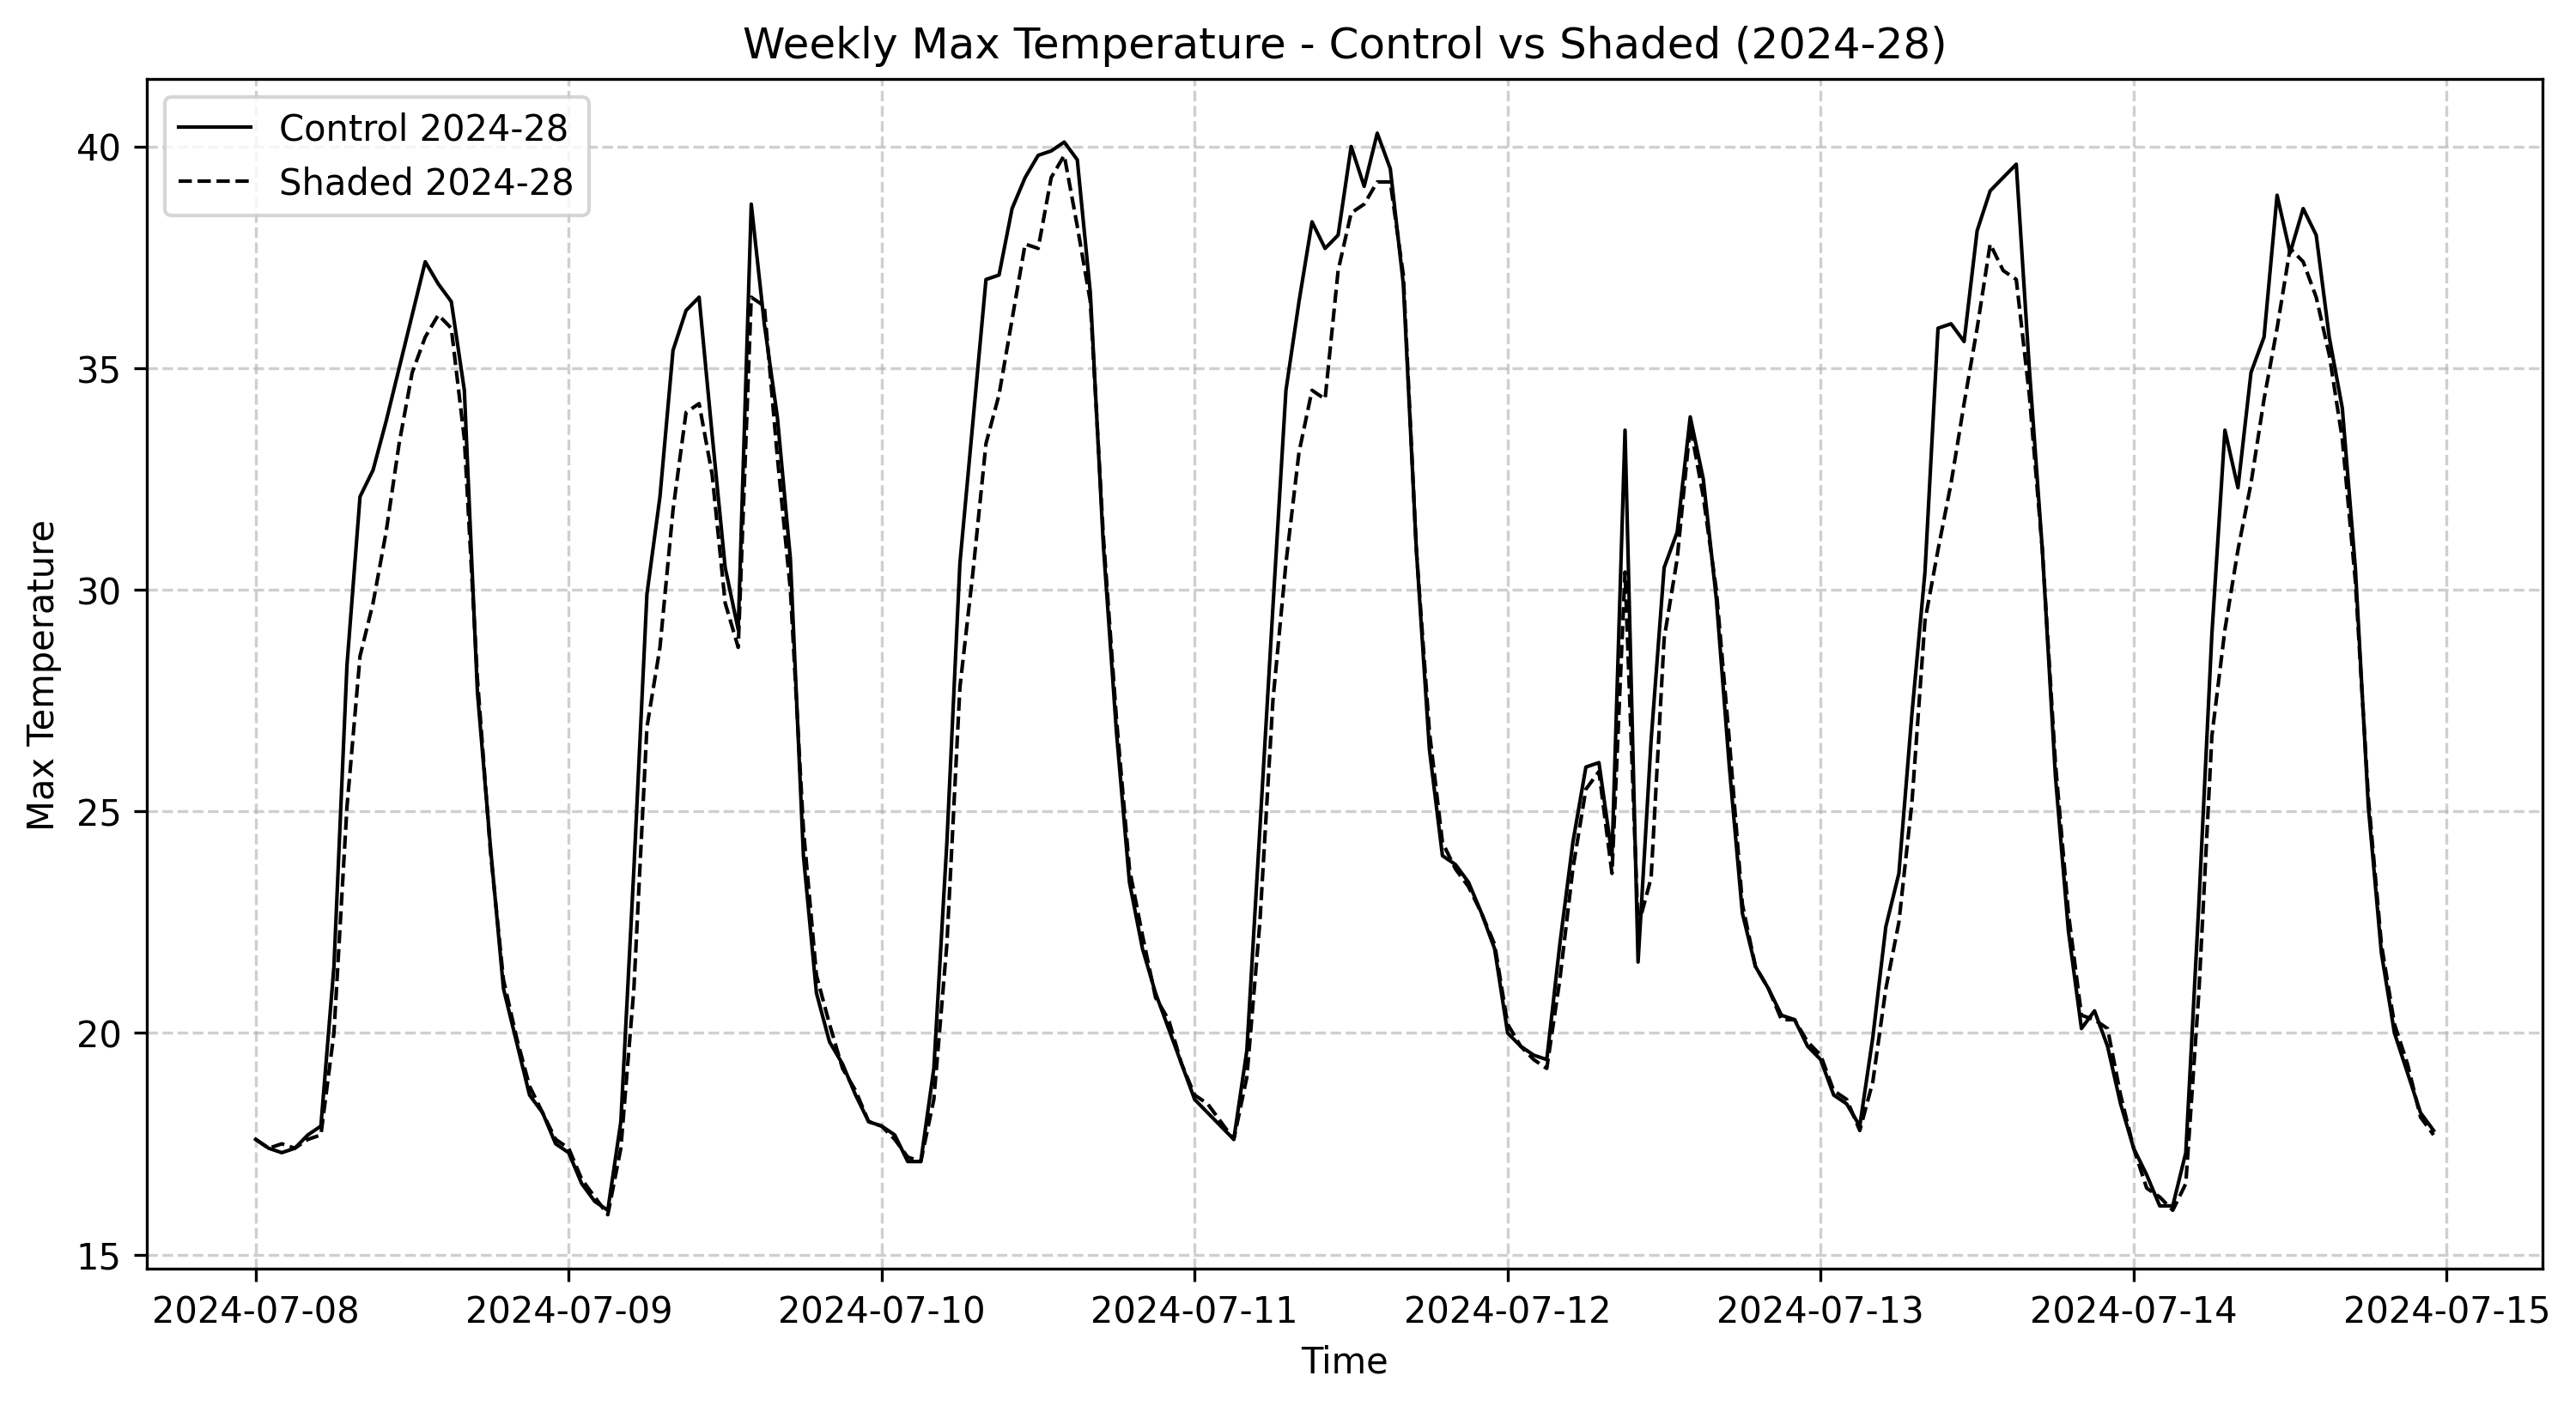 Weekly Max Temperature - Control vs Shaded (2024-28)
Control 2024-28
Shaded 2024-28
Max Temperature
40
35
30
25
20
15
2024-07-08 2024-07-09 2024-07-10 2024-07-11 2024-07-12 2024-07-13 2024-07-14 2024-07-15
Time